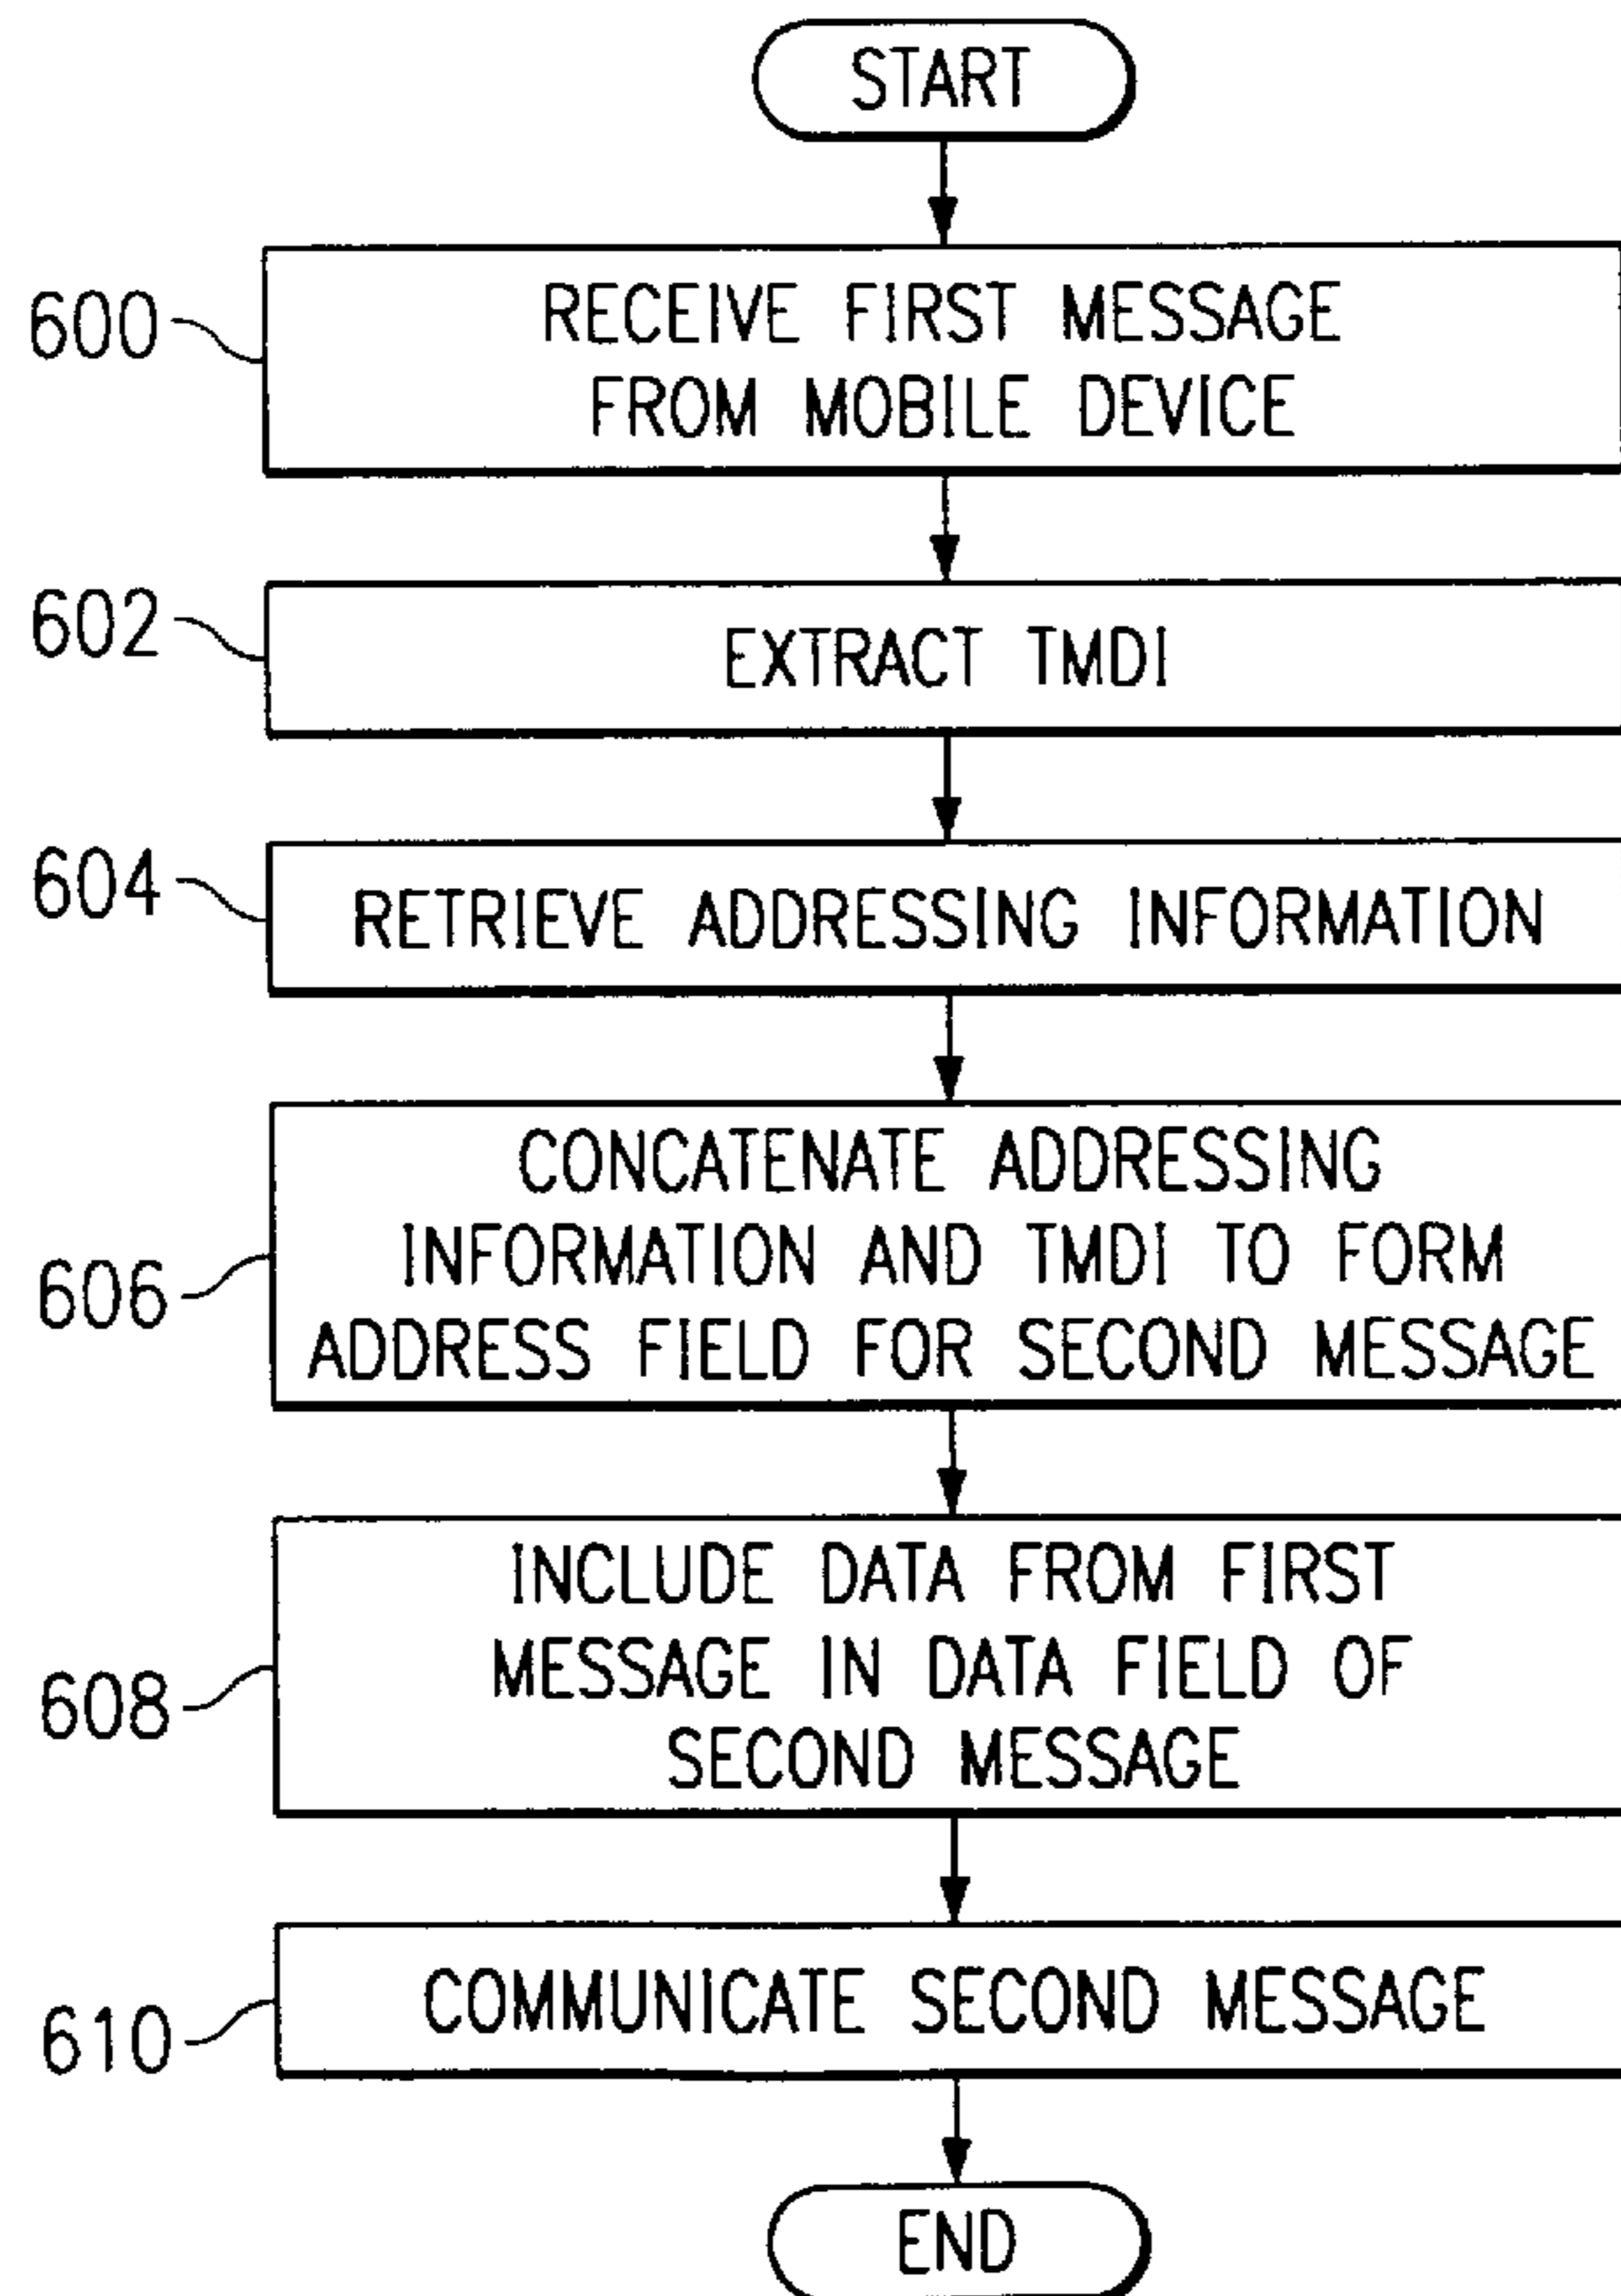 START
600
RECEIVE FIRST MESSAGE
FROM MOBILE DEVICE
602
EXTRACT TMDI
604
RETRIEVE ADDRESSING INFORMATION
606
CONCATENATE ADDRESSING
INFORMATION AND TMDI TO FORM
ADDRESS FIELD FOR SECOND MESSAGE
608
INCLUDE DATA FROM FIRST
MESSAGE IN DATA FIELD OF
SECOND MESSAGE
610
COMMUNICATE SECOND MESSAGE
END